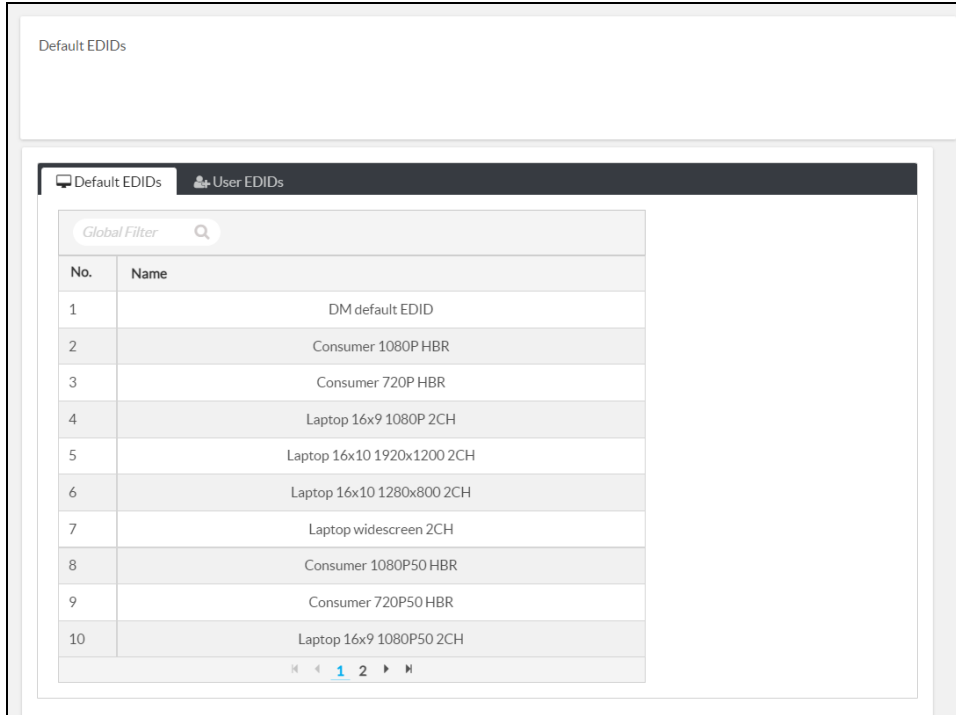 Default EDIDs
Default EDIDs User EDIDs
Global Filter
No. Name
1 DM default EDID
2 Consumer 1080P HBR
3 Consumer 720P HBR
4 Laptop 16x9 1080P 2CH
5 Laptop 16x10 1920x1200 2CH
6 Laptop 16x10 1280x800 2CH
7 Laptop widescreen 2CH
8 Consumer 1080P50 HBR
9 Consumer 720P50 HBR
10 Laptop 16x9 1080P50 2CH
1 2